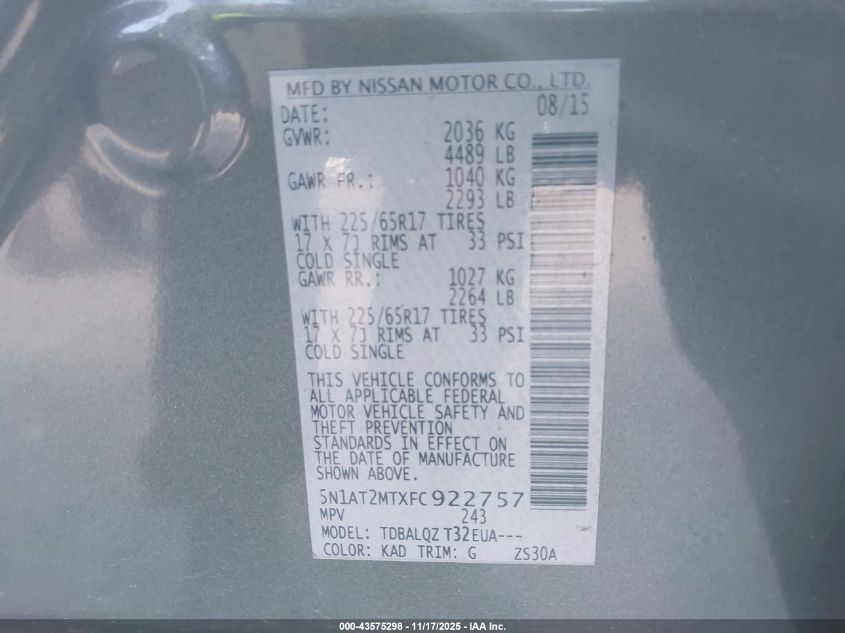 MFD BY NISSAN MOTOR CO., LTD.
DATE: 08/15
GVWR: 2036 KG
4489 LB
GAWR FR.: 1040 KG
2293 LB
WITH 225/65R17 TIRES
17 X 7J RIMS AT 33 PSI
COLD SINGLE
GAWR RR.: 1027 KG
2264 LB
WITH 225/65R17 TIRES
17 X 7J RIMS AT 33 PSI
COLD SINGLE
THIS VEHICLE CONFORMS TO
ALL APPLICABLE FEDERAL
MOTOR VEHICLE SAFETY AND
THEFT PREVENTION
STANDARDS IN EFFECT ON
THE DATE OF MANUFACTURE
SHOWN ABOVE.
5N1AT2MTXFC922757
MPV 243
MODEL: TDBALQZ T32EUA---
COLOR: KAD TRIM: G ZS30A
000-43575298 - 11/17/2025 - IAA Inc.